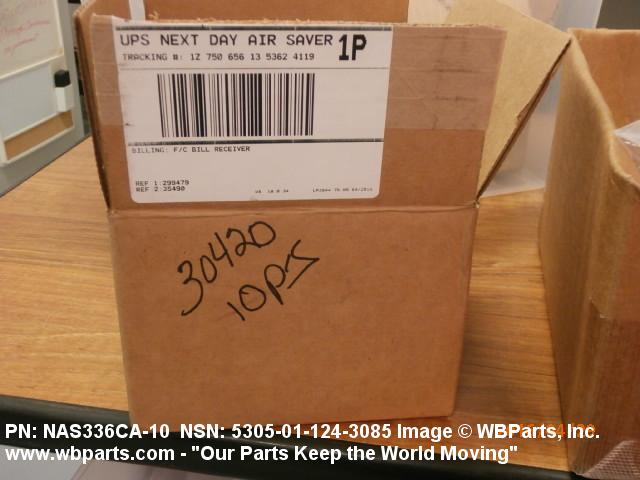 UPS NEXT DAY AIR SAVER 1P
TRACKING #: 1Z 750 656 13 5362 4119
BILLING: F/C BILL RECEIVER
REF 1:299479
REF 2:35490
30420
10PS
PN: NAS336CA-10 NSN: 5305-01-124-3085 Image © WBParts, Inc.
www.wbparts.com - "Our Parts Keep the World Moving"